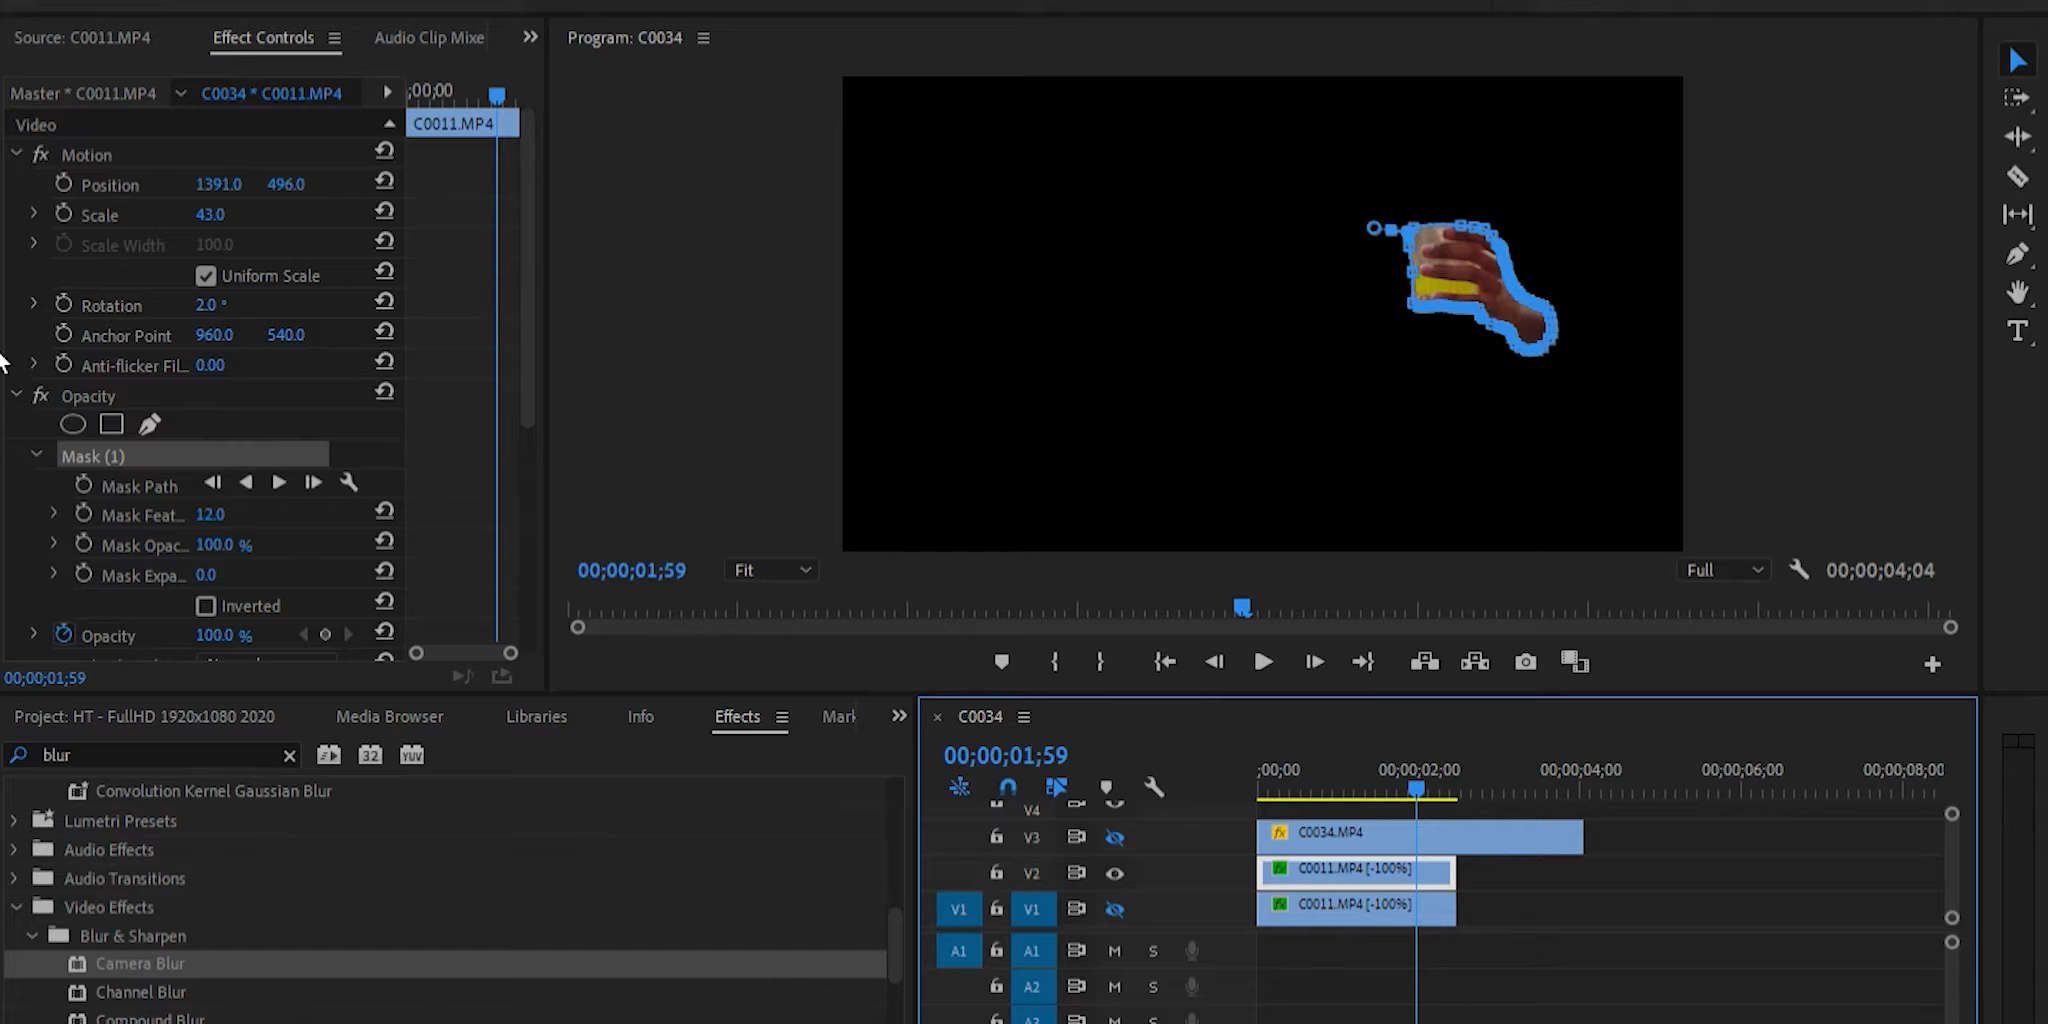 Source: C0011.MP4
Effect Controls
Audio Clip Mixe
Program: C0034
Master * C0011.MP4
C0034 * C0011.MP4
;00;00
Video
C0011.MP4
fx Motion
Position 1391.0 496.0
Scale 43.0
Scale Width 100.0
Uniform Scale
Rotation 2.0 °
Anchor Point 960.0 540.0
Anti-flicker Fil... 0.00
fx Opacity
Mask (1)
Mask Path
Mask Feat... 12.0
Mask Opac... 100.0 %
Mask Expa... 0.0
Inverted
Opacity 100.0 %
00;00;01;59
00;00;01;59
Fit
Full
00;00;04;04
Project: HT - FullHD 1920x1080 2020
Media Browser
Libraries
Info
Effects
Mark
blur
32
YUV
Convolution Kernel Gaussian Blur
Lumetri Presets
Audio Effects
Audio Transitions
Video Effects
Blur & Sharpen
Camera Blur
Channel Blur
Compound Blur
× C0034
00;00;01;59
;00;00
00;00;02;00
00;00;04;00
00;00;06;00
00;00;08;00
V4
V3
fx C0034.MP4
V2
fx C0011.MP4 [-100%]
V1 V1
fx C0011.MP4 [-100%]
A1 A1 M S
A2 M S
A3 M S
T